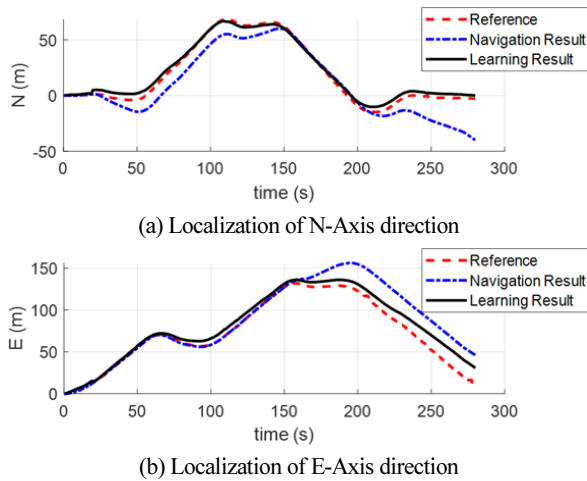 50
0
-50
N (m)
0 50 100 150 200 250 300
time (s)
Reference
Navigation Result
Learning Result
(a) Localization of N-Axis direction
150
100
50
0
E (m)
0 50 100 150 200 250 300
time (s)
Reference
Navigation Result
Learning Result
(b) Localization of E-Axis direction